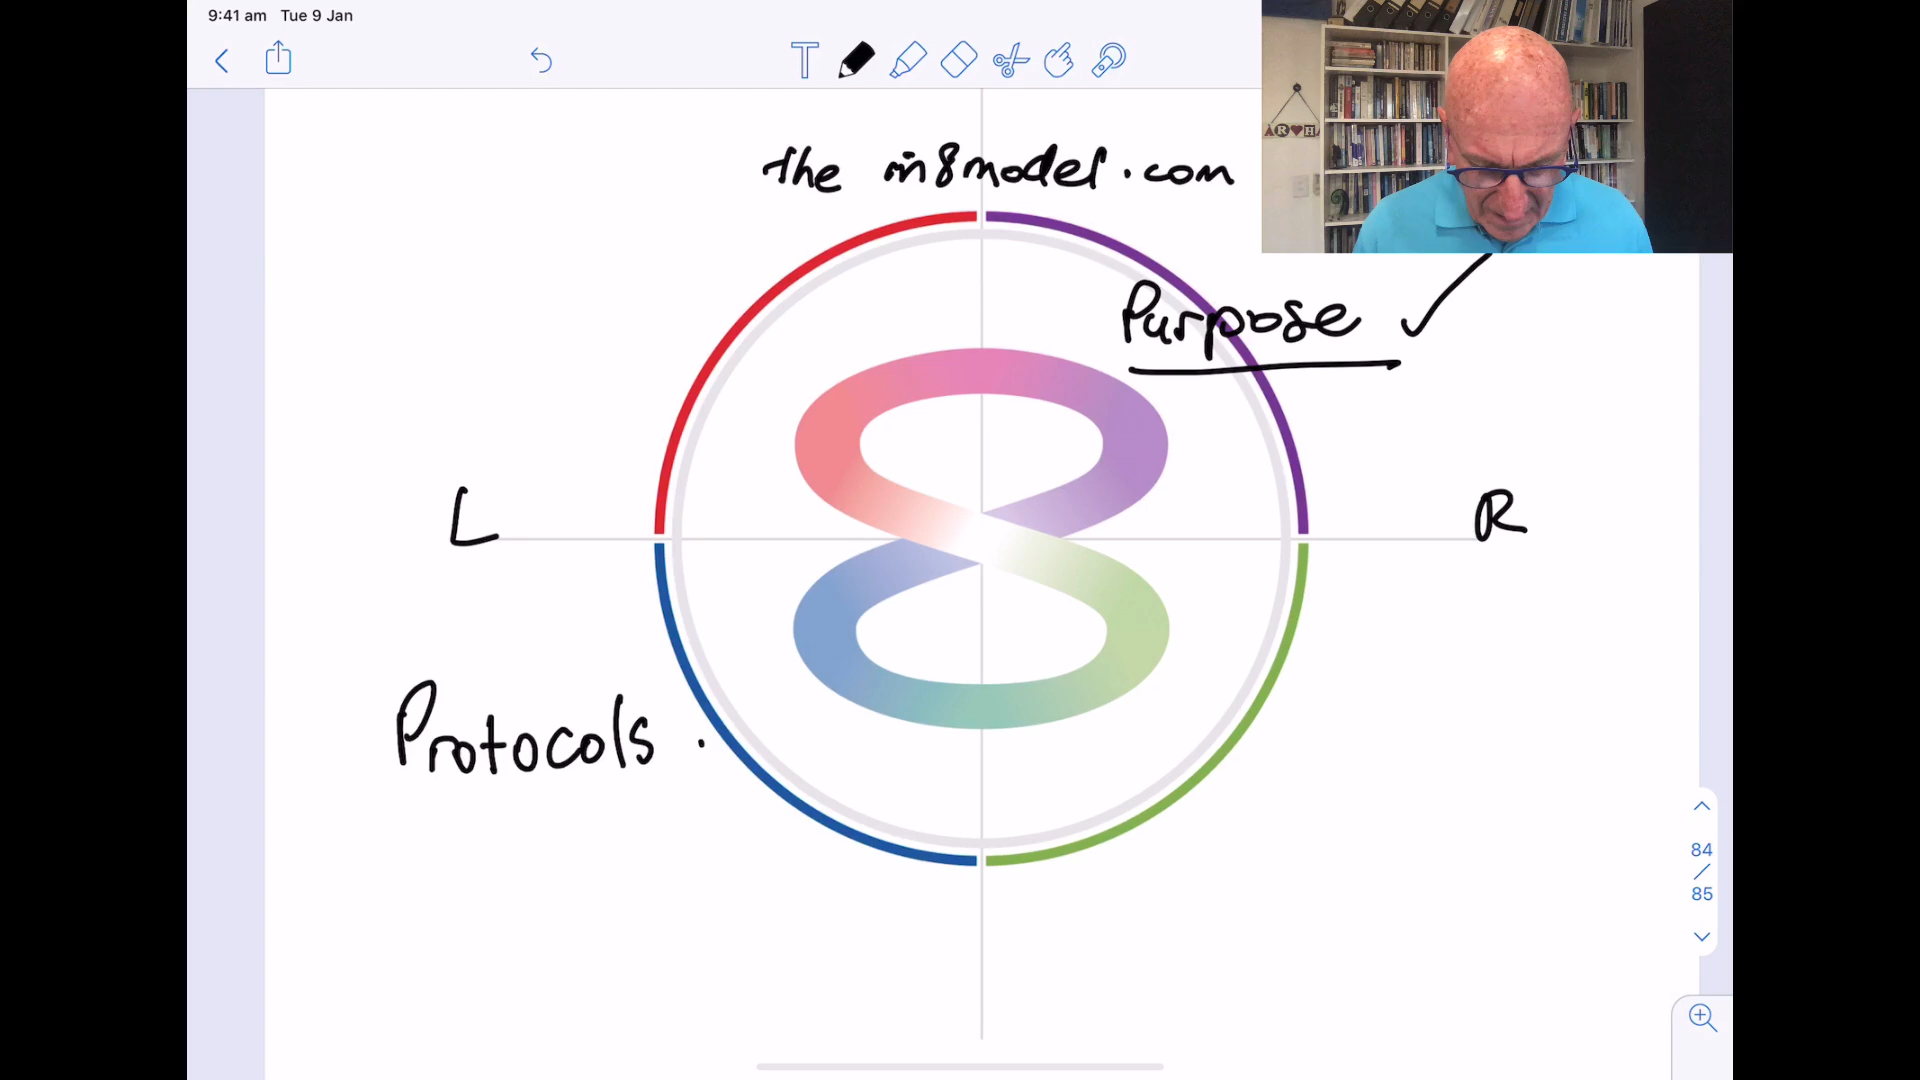 9:41 am Tue 9 Jan
T
the in8model.com
A R H
Purpose ✓
L
R
Protocols .
84
/
85